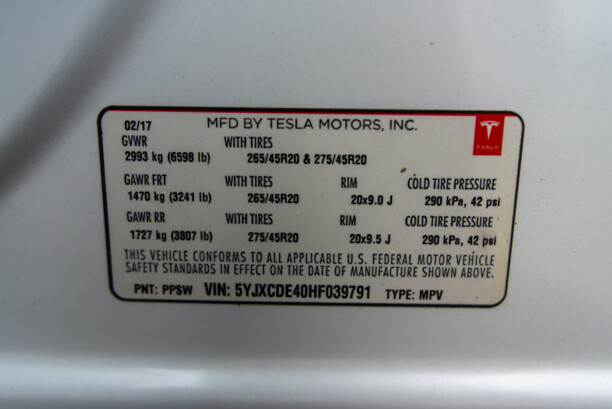 02/17 MFD BY TESLA MOTORS, INC.
TESLA
GVWR WITH TIRES
2993 kg (6598 lb) 265/45R20 & 275/45R20
GAWR FRT WITH TIRES RIM COLD TIRE PRESSURE
1470 kg (3241 lb) 265/45R20 20x9.0 J 290 kPa, 42 psi
GAWR RR WITH TIRES RIM COLD TIRE PRESSURE
1727 kg (3807 lb) 275/45R20 20x9.5 J 290 kPa, 42 psi
THIS VEHICLE CONFORMS TO ALL APPLICABLE U.S. FEDERAL MOTOR VEHICLE
SAFETY STANDARDS IN EFFECT ON THE DATE OF MANUFACTURE SHOWN ABOVE.
PNT: PPSW VIN: 5YJXCDE40HF039791 TYPE: MPV